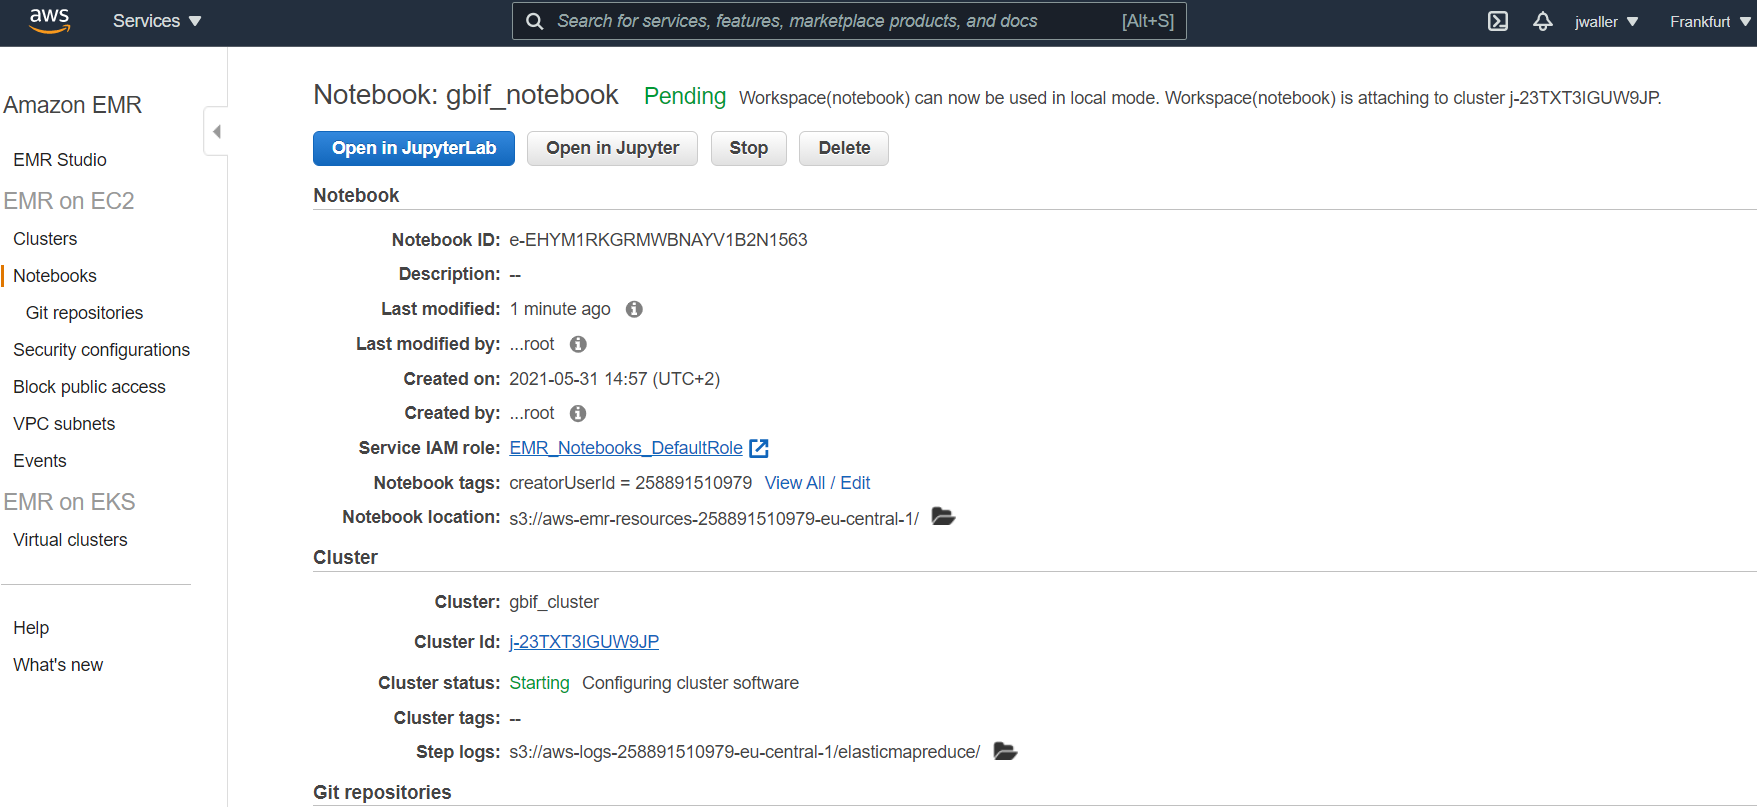 aws Services Search for services, features, marketplace products, and docs [Alt+S] jwaller Frankfurt
Amazon EMR
EMR Studio
EMR on EC2
Clusters
Notebooks
Git repositories
Security configurations
Block public access
VPC subnets
Events
EMR on EKS
Virtual clusters
Help
What's new
Notebook: gbif_notebook Pending Workspace(notebook) can now be used in local mode. Workspace(notebook) is attaching to cluster j-23TXT3IGUW9JP.
Open in JupyterLab Open in Jupyter Stop Delete
Notebook
Notebook ID: e-EHYM1RKGRMWBNAYV1B2N1563
Description: --
Last modified: 1 minute ago
Last modified by: ...root
Created on: 2021-05-31 14:57 (UTC+2)
Created by: ...root
Service IAM role: EMR_Notebooks_DefaultRole
Notebook tags: creatorUserId = 258891510979 View All / Edit
Notebook location: s3://aws-emr-resources-258891510979-eu-central-1/
Cluster
Cluster: gbif_cluster
Cluster Id: j-23TXT3IGUW9JP
Cluster status: Starting Configuring cluster software
Cluster tags: --
Step logs: s3://aws-logs-258891510979-eu-central-1/elasticmapreduce/
Git repositories